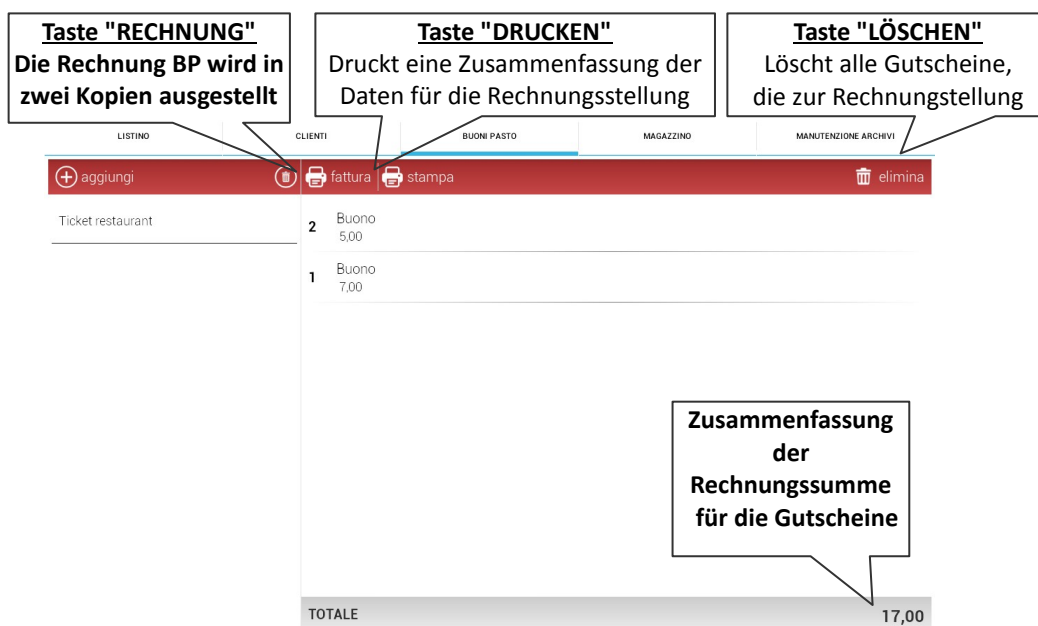 Taste "RECHNUNG"
Die Rechnung BP wird in
zwei Kopien ausgestellt
Taste "DRUCKEN"
Druckt eine Zusammenfassung der
Daten für die Rechnungsstellung
Taste "LÖSCHEN"
Löscht alle Gutscheine,
die zur Rechnungstellung
LISTINO
CLIENTI
BUONI PASTO
MAGAZZINO
MANUTENZIONE ARCHIVI
aggiungi
fattura
stampa
elimina
Ticket restaurant
2 Buono
5,00
1 Buono
7,00
Zusammenfassung
der
Rechnungssumme
für die Gutscheine
TOTALE 17,00